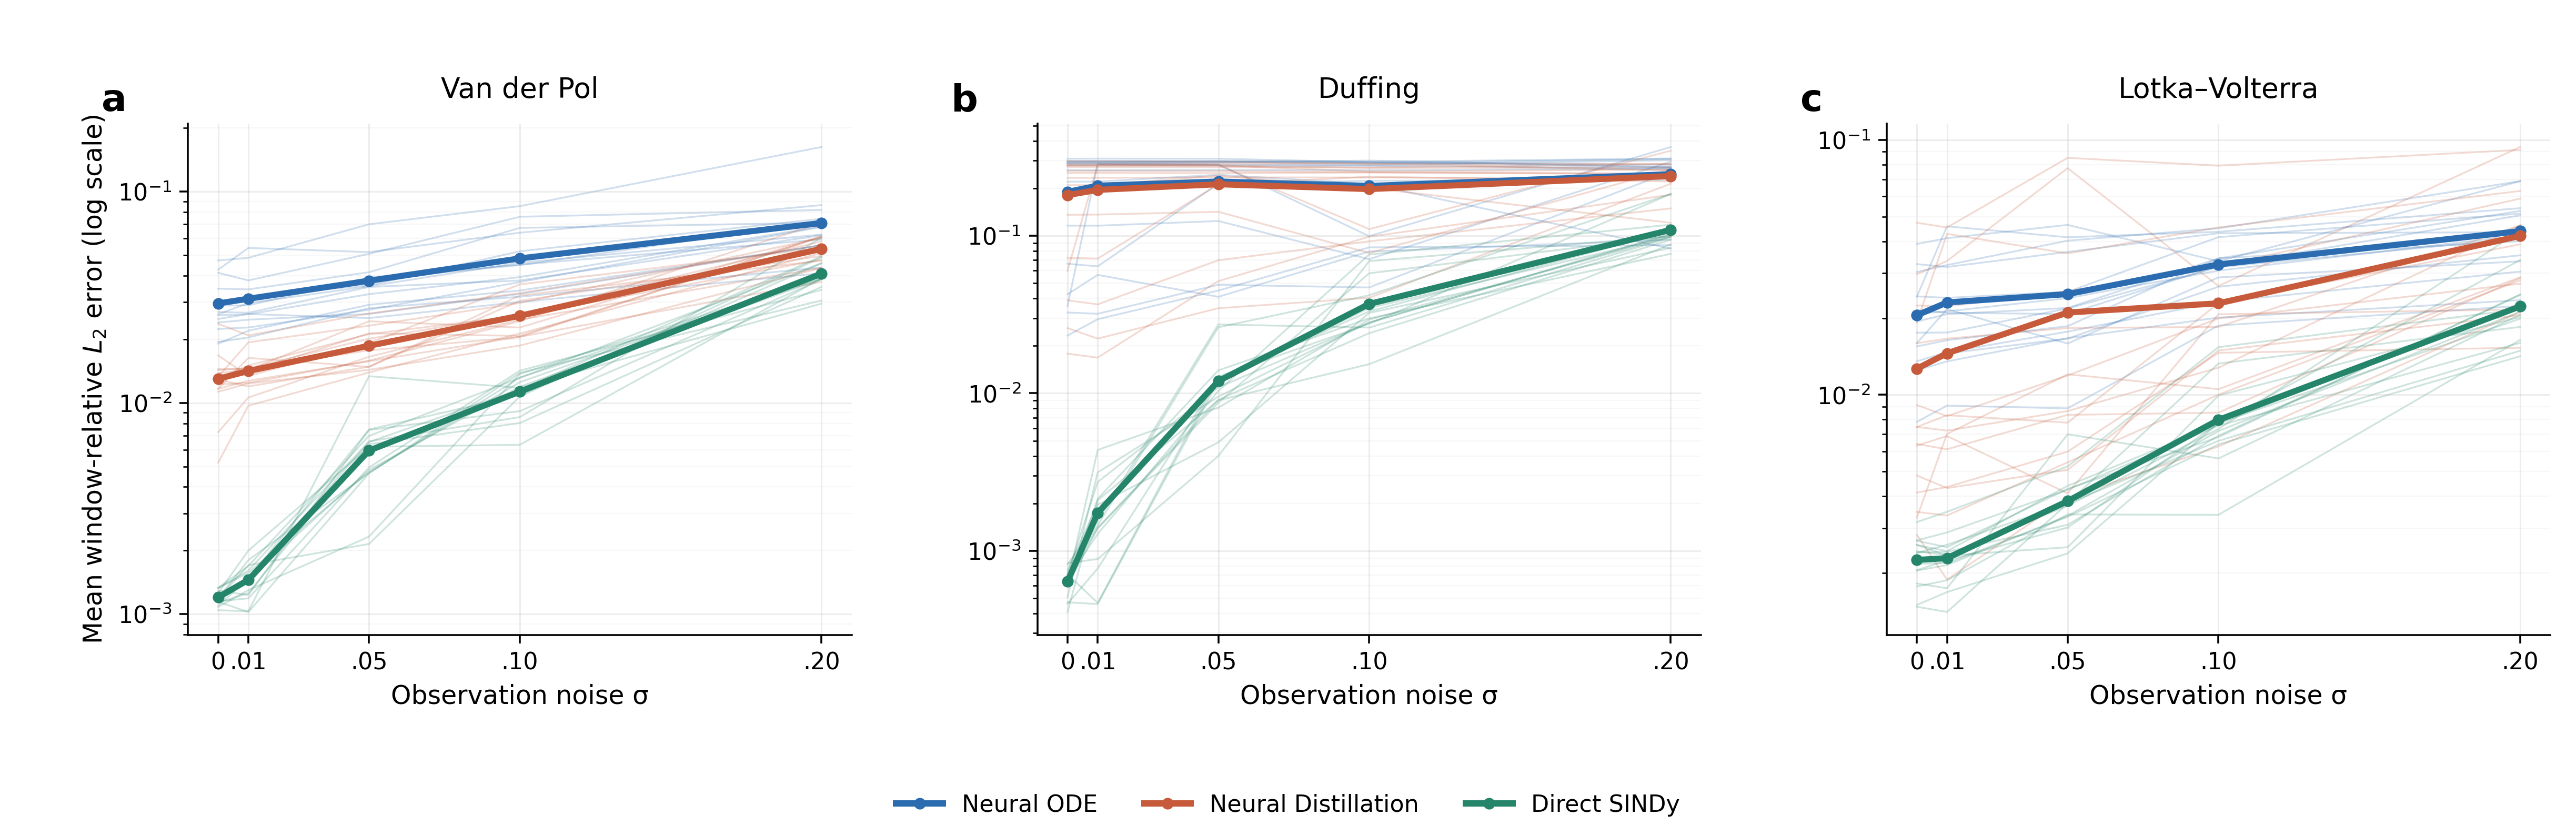 a
Van der Pol
Mean window-relative L₂ error (log scale)
10⁻¹
10⁻²
10⁻³
0 .01 .05 .10 .20
Observation noise σ
b
Duffing
10⁻¹
10⁻²
10⁻³
0 .01 .05 .10 .20
Observation noise σ
c
Lotka–Volterra
10⁻¹
10⁻²
0 .01 .05 .10 .20
Observation noise σ
Neural ODE Neural Distillation Direct SINDy